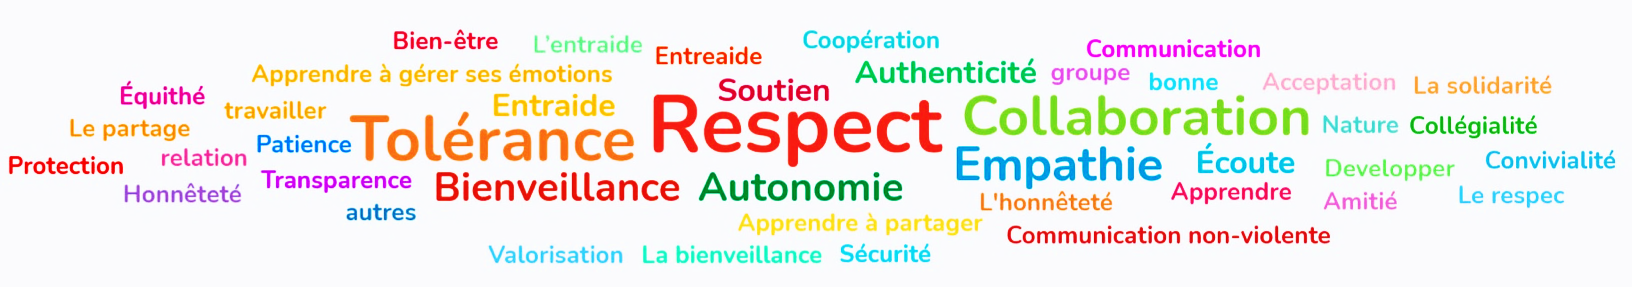 Bien-être
L'entraide
Entreaide
Coopération
Communication
Apprendre à gérer ses émotions
Authenticité
groupe
bonne
Acceptation
La solidarité
Équithé
travailler
Entraide
Soutien
Respect
Collaboration
Le partage
Patience
Tolérance
Nature
Collégialité
Protection
relation
Transparence
Empathie
Écoute
Developper
Convivialité
Honnêteté
Bienveillance
Autonomie
L'honnêteté
Apprendre
Amitié
Le respec
autres
Apprendre à partager
Communication non-violente
Valorisation
La bienveillance
Sécurité